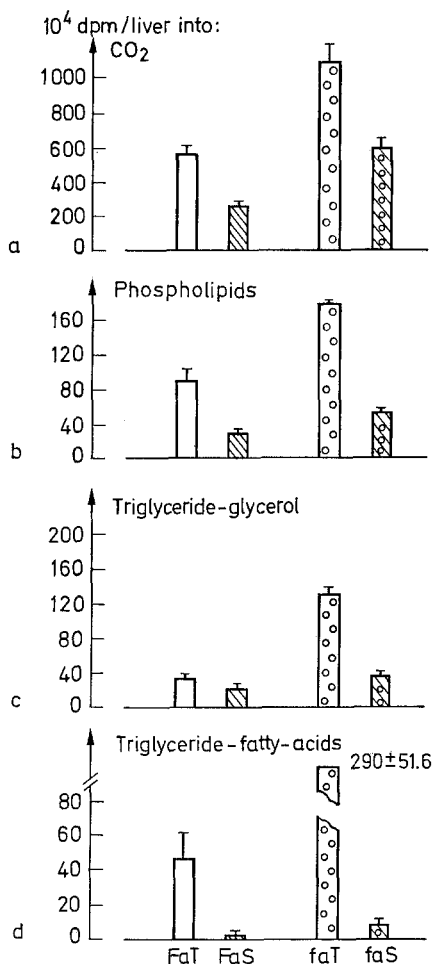 10⁴ dpm/liver into:
CO₂
1000
800
600
400
200
0
a
Phospholipids
160
120
80
40
0
b
Triglyceride-glycerol
200
160
120
80
40
0
c
Triglyceride-fatty-acids
290±51.6
80
60
40
20
0
d
FaT FaS faT faS